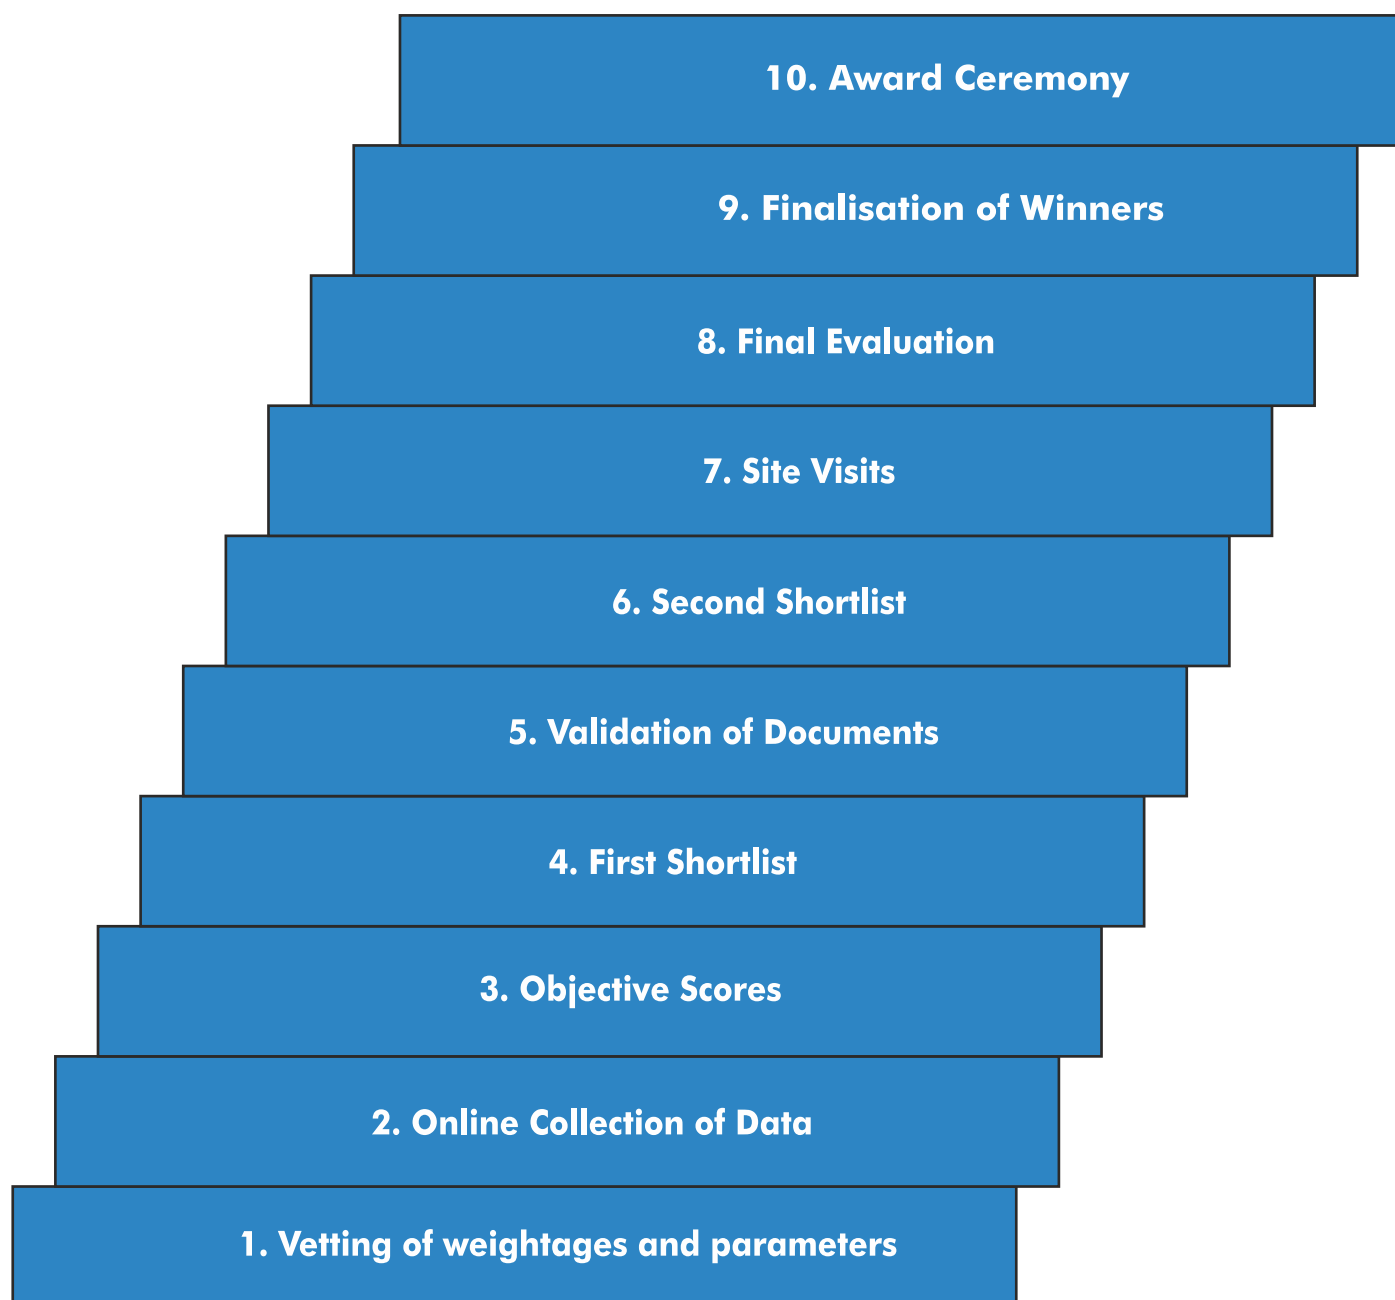 10. Award Ceremony
9. Finalisation of Winners
8. Final Evaluation
7. Site Visits
6. Second Shortlist
5. Validation of Documents
4. First Shortlist
3. Objective Scores
2. Online Collection of Data
1. Vetting of weightages and parameters